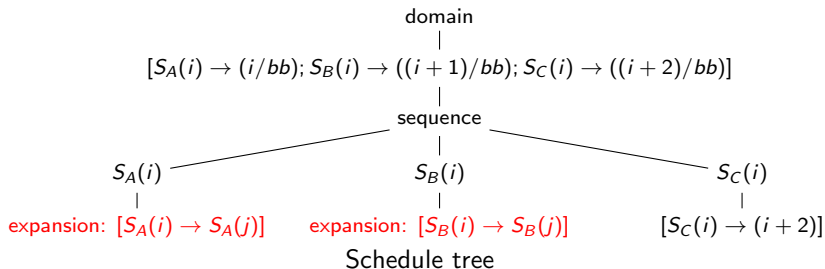 domain
[S_A(i) → (i/bb); S_B(i) → ((i + 1)/bb); S_C(i) → ((i + 2)/bb)]
sequence
S_A(i) S_B(i) S_C(i)
expansion: [S_A(i) → S_A(j)] expansion: [S_B(i) → S_B(j)] [S_C(i) → (i + 2)]
Schedule tree